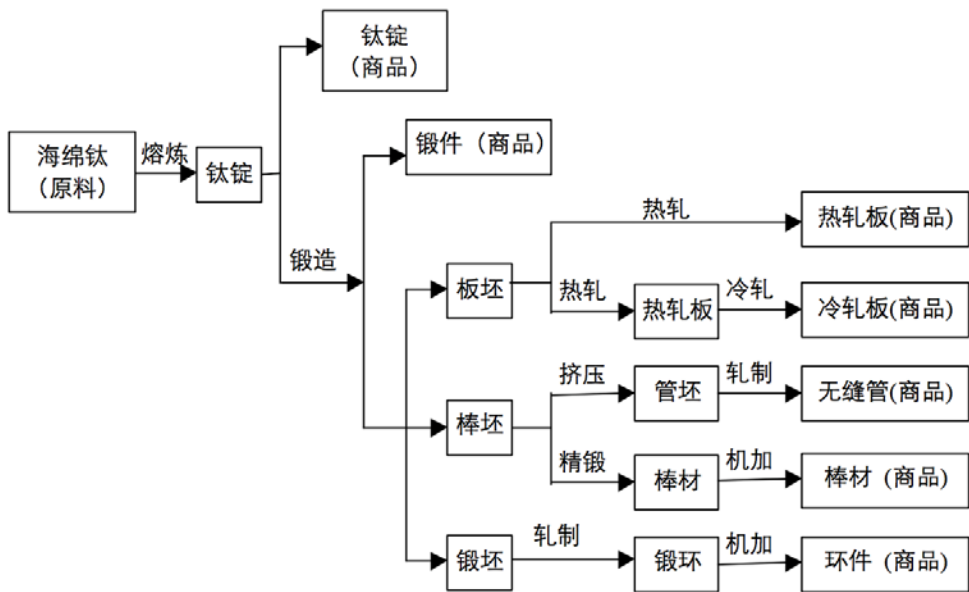 钛锭
（商品）
海绵钛
（原料）
熔炼
钛锭
锻件（商品）
锻造
热轧
热轧板(商品)
板坯
热轧
热轧板
冷轧
冷轧板(商品)
挤压
管坯
轧制
无缝管(商品)
棒坯
精锻
棒材
机加
棒材 (商品)
锻坯
轧制
锻环
机加
环件 (商品)